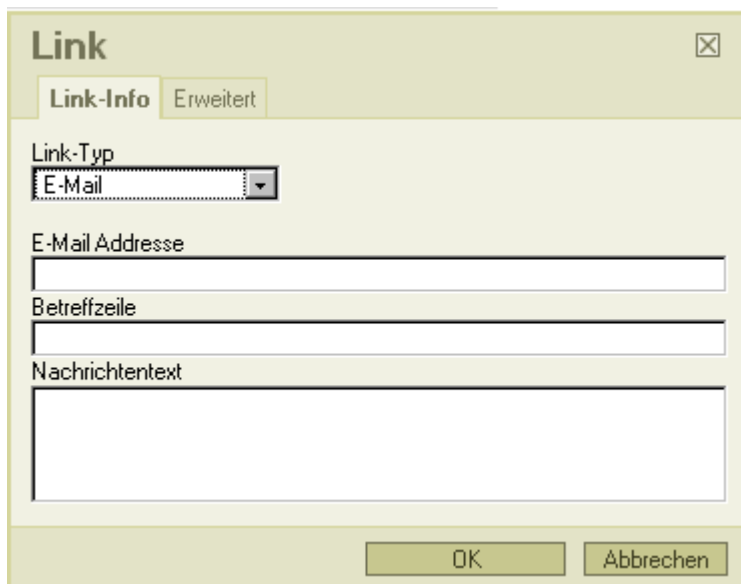 Link
Link-Info Erweitert
Link-Typ
E-Mail
E-Mail Addresse
Betreffzeile
Nachrichtentext
OK Abbrechen